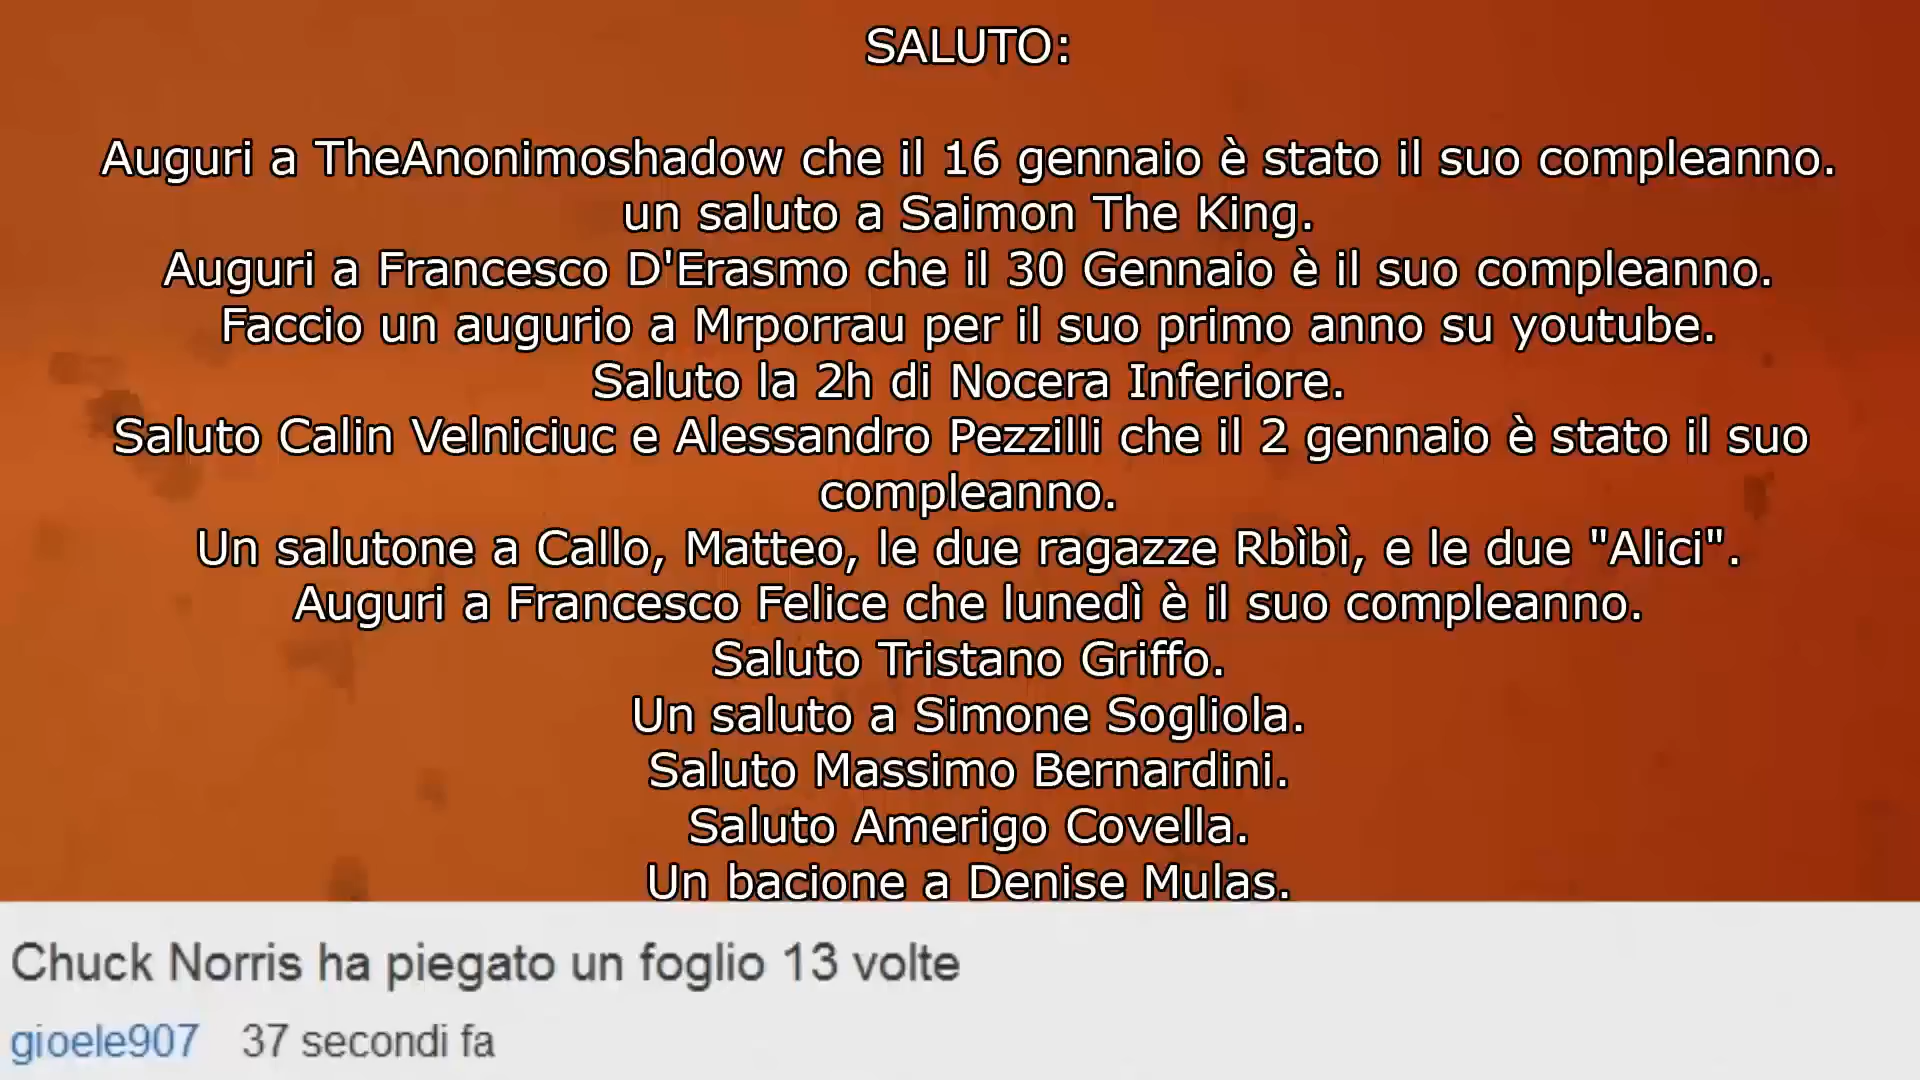 SALUTO:
Auguri a TheAnonimoshadow che il 16 gennaio è stato il suo compleanno.
un saluto a Saimon The King.
Auguri a Francesco D'Erasmo che il 30 Gennaio è il suo compleanno.
Faccio un augurio a Mrporrau per il suo primo anno su youtube.
Saluto la 2h di Nocera Inferiore.
Saluto Calin Velniciuc e Alessandro Pezzilli che il 2 gennaio è stato il suo
compleanno.
Un salutone a Callo, Matteo, le due ragazze Rbìbì, e le due "Alici".
Auguri a Francesco Felice che lunedì è il suo compleanno.
Saluto Tristano Griffo.
Un saluto a Simone Sogliola.
Saluto Massimo Bernardini.
Saluto Amerigo Covella.
Un bacione a Denise Mulas.
Chuck Norris ha piegato un foglio 13 volte
gioele907 37 secondi fa